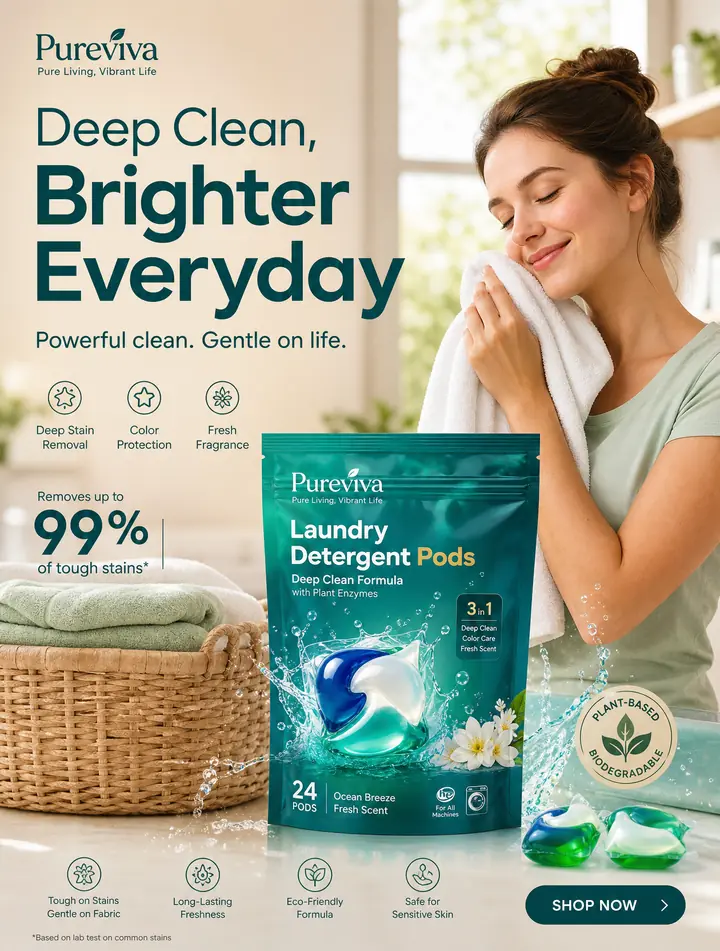 Pureviva
Pure Living, Vibrant Life
Deep Clean,
Brighter
Everyday
Powerful clean. Gentle on life.
Deep Stain
Removal
Color
Protection
Fresh
Fragrance
Removes up to
99%
of tough stains*
Pureviva
Pure Living, Vibrant Life
Laundry
Detergent Pods
Deep Clean Formula
with Plant Enzymes
3 in 1
Deep Clean
Color Care
Fresh Scent
24
PODS
Ocean Breeze
Fresh Scent
he
For All
Machines
PLANT-BASED
BIODEGRADABLE
Tough on Stains
Gentle on Fabric
Long-Lasting
Freshness
Eco-Friendly
Formula
Safe for
Sensitive Skin
SHOP NOW
*Based on lab test on common stains